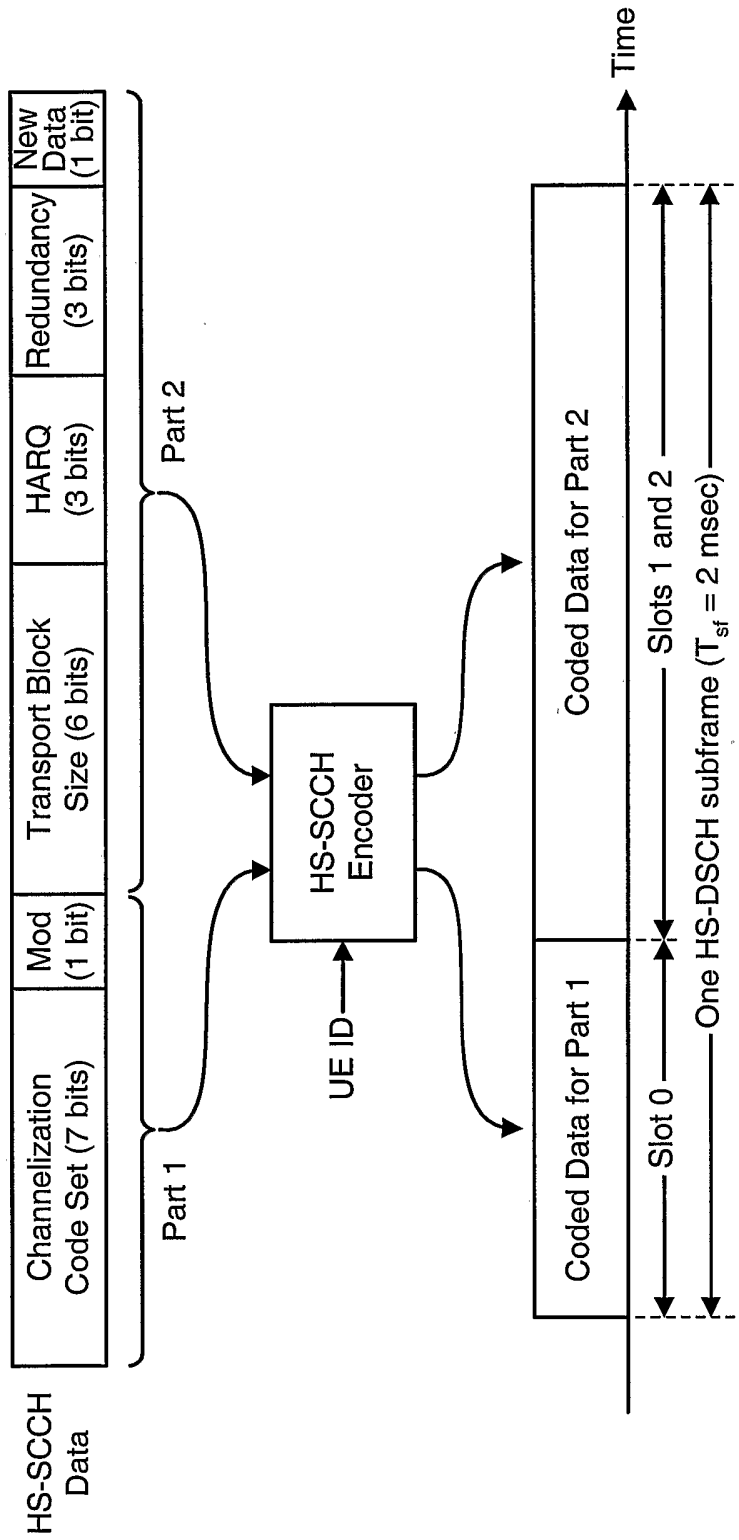 HS-SCCH
Data
Channelization
Code Set (7 bits)
Mod
(1 bit)
Transport Block
Size (6 bits)
HARQ
(3 bits)
Redundancy
(3 bits)
New
Data
(1 bit)
Part 1
Part 2
UE ID
HS-SCCH
Encoder
Coded Data for Part 1
Coded Data for Part 2
Time
Slot 0
Slots 1 and 2
One HS-DSCH subframe (Tsf = 2 msec)